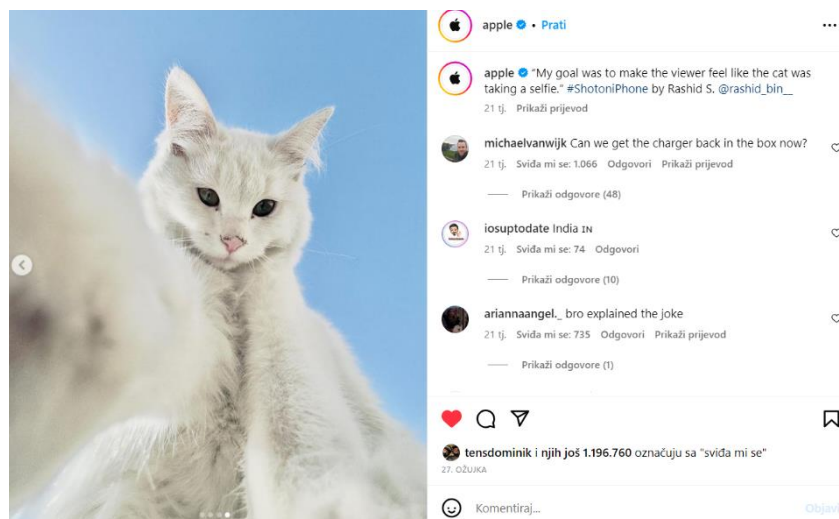 apple • Prati
apple "My goal was to make the viewer feel like the cat was
taking a selfie." #ShotoniPhone by Rashid S. @rashid_bin__
21 tj. Prikaži prijevod
michaelvanwijk Can we get the charger back in the box now?
21 tj. Sviđa mi se: 1.066 Odgovori Prikaži prijevod
Prikaži odgovore (48)
iosuptodate India IN
21 tj. Sviđa mi se: 74 Odgovori
Prikaži odgovore (10)
ariannaangel._ bro explained the joke
21 tj. Sviđa mi se: 735 Odgovori Prikaži prijevod
Prikaži odgovore (1)
tensdominik i njih još 1.196.760 označuju sa "sviđa mi se"
27. OŽUJKA
Komentiraj... Objavi